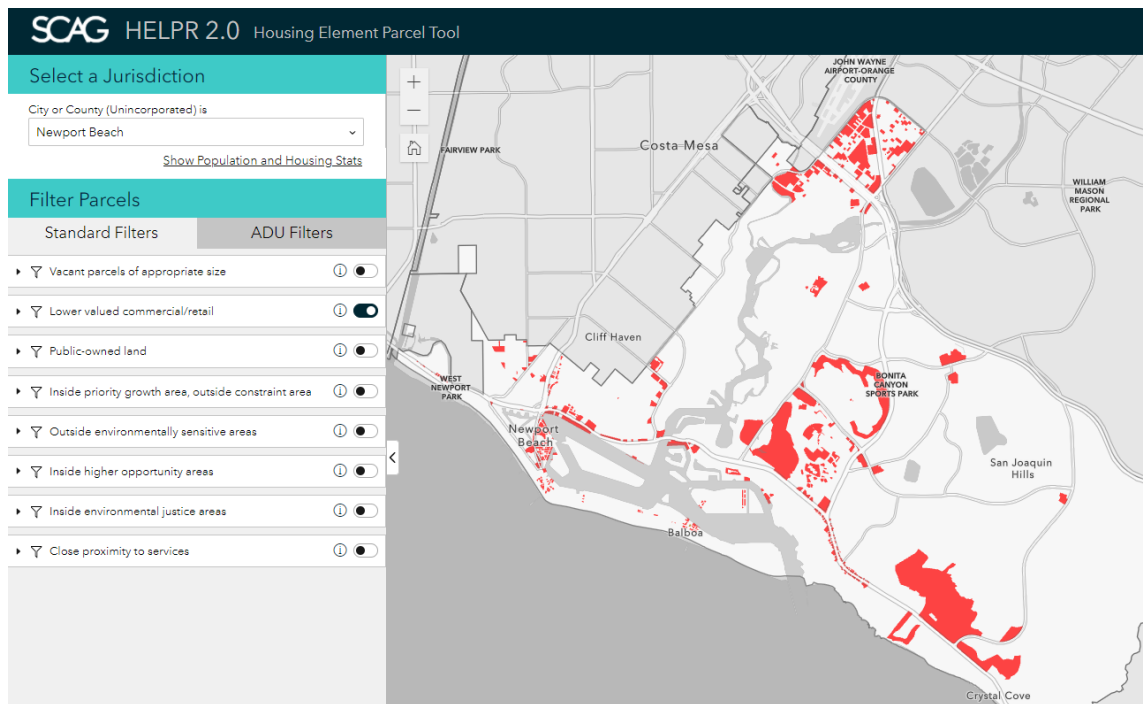 SCAG HELPR 2.0 Housing Element Parcel Tool
Select a Jurisdiction
City or County (Unincorporated) is
Newport Beach
Show Population and Housing Stats
Filter Parcels
Standard Filters
ADU Filters
Vacant parcels of appropriate size
Lower valued commercial/retail
Public-owned land
Inside priority growth area, outside constraint area
Outside environmentally sensitive areas
Inside higher opportunity areas
Inside environmental justice areas
Close proximity to services
JOHN WAYNE
AIRPORT-ORANGE
COUNTY
Costa Mesa
FAIRVIEW PARK
WILLIAM
MASON
REGIONAL
PARK
Cliff Haven
WEST
NEWPORT
PARK
BONITA
CANYON
SPORTS PARK
Newport
Beach
San Joaquin
Hills
Balboa
Crystal Cove